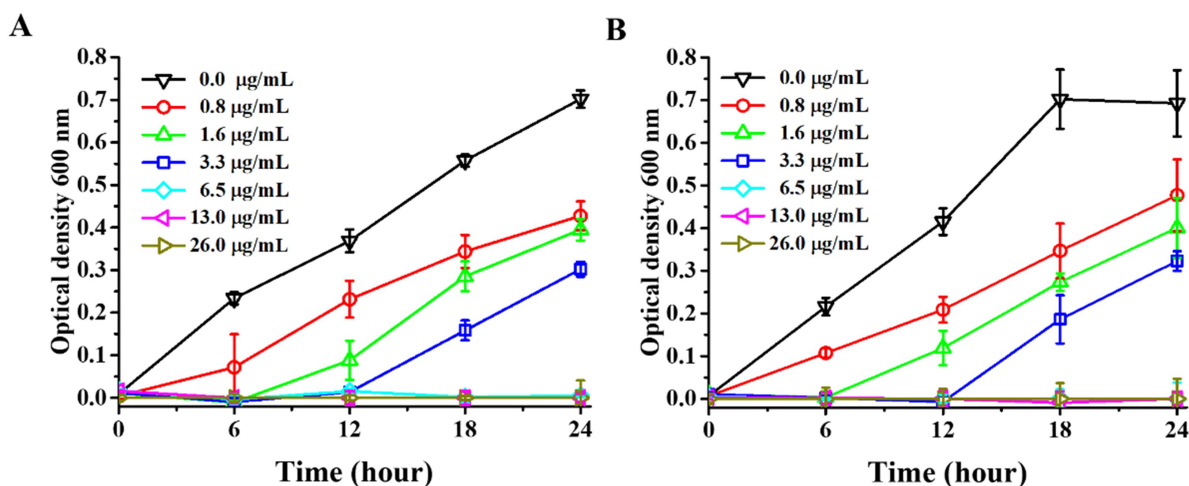 A
Optical density 600 nm
0.8
0.7
0.6
0.5
0.4
0.3
0.2
0.1
0.0
0.0 μg/mL
0.8 μg/mL
1.6 μg/mL
3.3 μg/mL
6.5 μg/mL
13.0 μg/mL
26.0 μg/mL
0 6 12 18 24
Time (hour)
B
Optical density 600 nm
0.8
0.7
0.6
0.5
0.4
0.3
0.2
0.1
0.0
0.0 μg/mL
0.8 μg/mL
1.6 μg/mL
3.3 μg/mL
6.5 μg/mL
13.0 μg/mL
26.0 μg/mL
0 6 12 18 24
Time (hour)